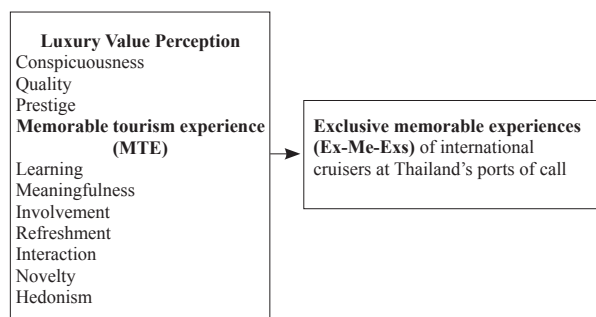 Luxury Value Perception
Conspicuousness
Quality
Prestige
Memorable tourism experience
(MTE)
Learning
Meaningfulness
Involvement
Refreshment
Interaction
Novelty
Hedonism
Exclusive memorable experiences
(Ex-Me-Exs) of international
cruisers at Thailand's ports of call